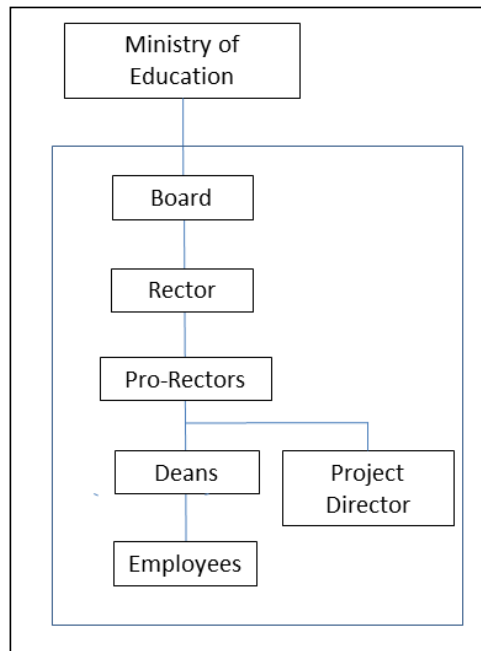 Ministry of
Education
Board
Rector
Pro-Rectors
Deans
Project
Director
Employees